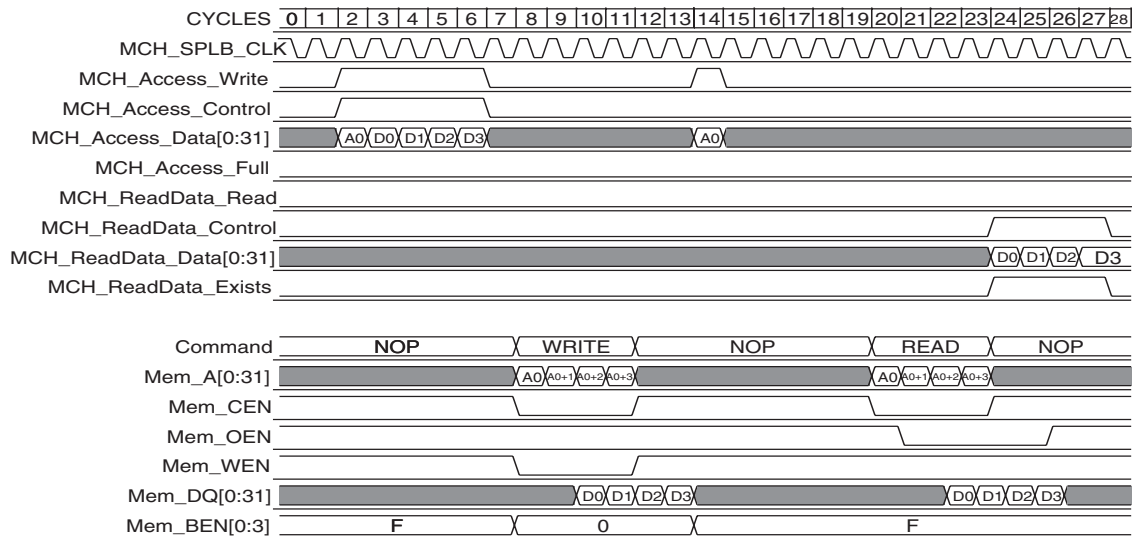 CYCLES 0 1 2 3 4 5 6 7 8 9 10 11 12 13 14 15 16 17 18 19 20 21 22 23 24 25 26 27 28
MCH_SPLB_CLK
MCH_Access_Write
MCH_Access_Control
MCH_Access_Data[0:31] A0 D0 D1 D2 D3 A0
MCH_Access_Full
MCH_ReadData_Read
MCH_ReadData_Control
MCH_ReadData_Data[0:31] D0 D1 D2 D3
MCH_ReadData_Exists
Command NOP WRITE NOP READ NOP
Mem_A[0:31] A0 A0+1 A0+2 A0+3 A0 A0+1 A0+2 A0+3
Mem_CEN
Mem_OEN
Mem_WEN
Mem_DQ[0:31] D0 D1 D2 D3 D0 D1 D2 D3
Mem_BEN[0:3] F 0 F